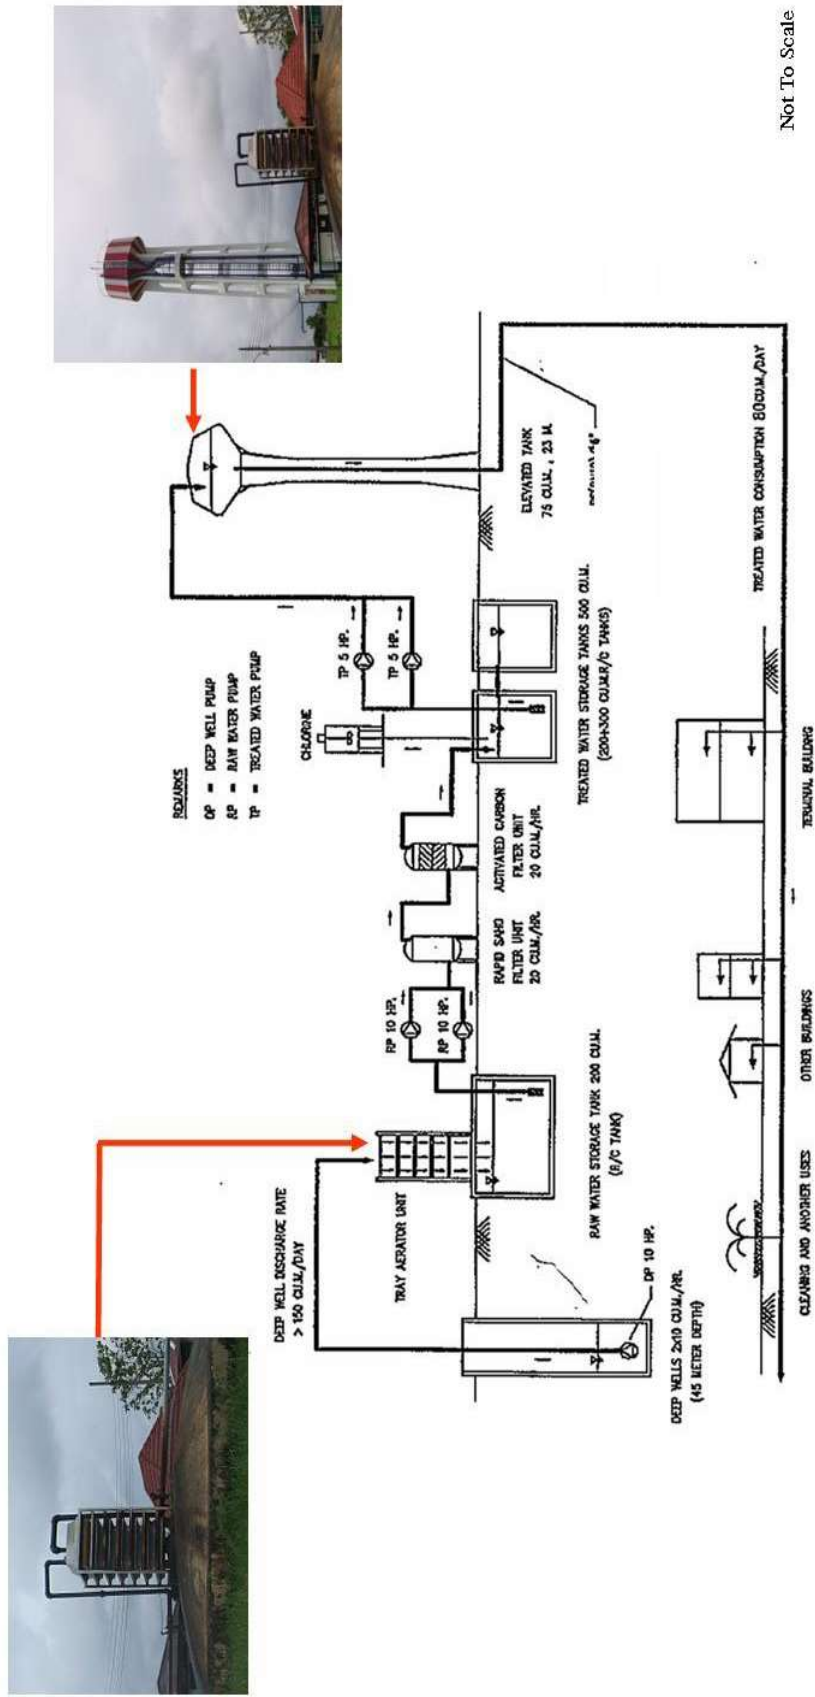 REMARKS
DP = DEEP WELL PUMP
RP = RAW WATER PUMP
TP = TREATED WATER PUMP
DEEP WELL DISCHARGE RATE
> 150 CU.M./DAY
TRAY AERATOR UNIT
RP 10 HP.
RP 10 HP.
CHLORINE
TP 5 HP.
TP 5 HP.
DP 10 HP.
DEEP WELLS 2x10 CU.M./HR.
(45 METER DEPTH)
RAW WATER STORAGE TANK 200 CU.M.
(R/C TANK)
RAPID SAND
FILTER UNIT
20 CU.M./HR.
ACTIVATED CARBON
FILTER UNIT
20 CU.M./HR.
TREATED WATER STORAGE TANKS 500 CU.M.
(200+300 CU.M.R/C TANKS)
ELEVATED TANK
75 CU.M., 23 M.
TREATED WATER CONSUMPTION 80CU.M./DAY
CLEANING AND ANOTHER USES
OTHER BUILDINGS
TERMINAL BUILDING
Not To Scale